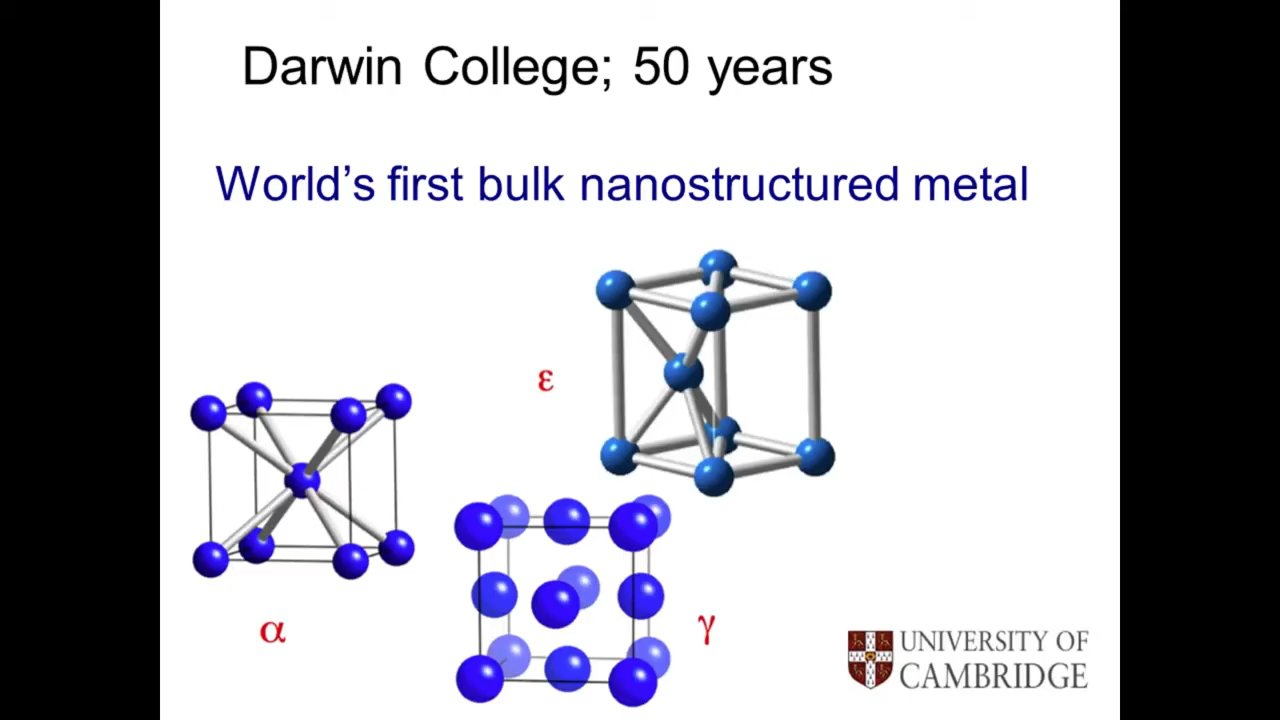 Darwin College; 50 years
World’s first bulk nanostructured metal
ε
α
γ
UNIVERSITY OF
CAMBRIDGE